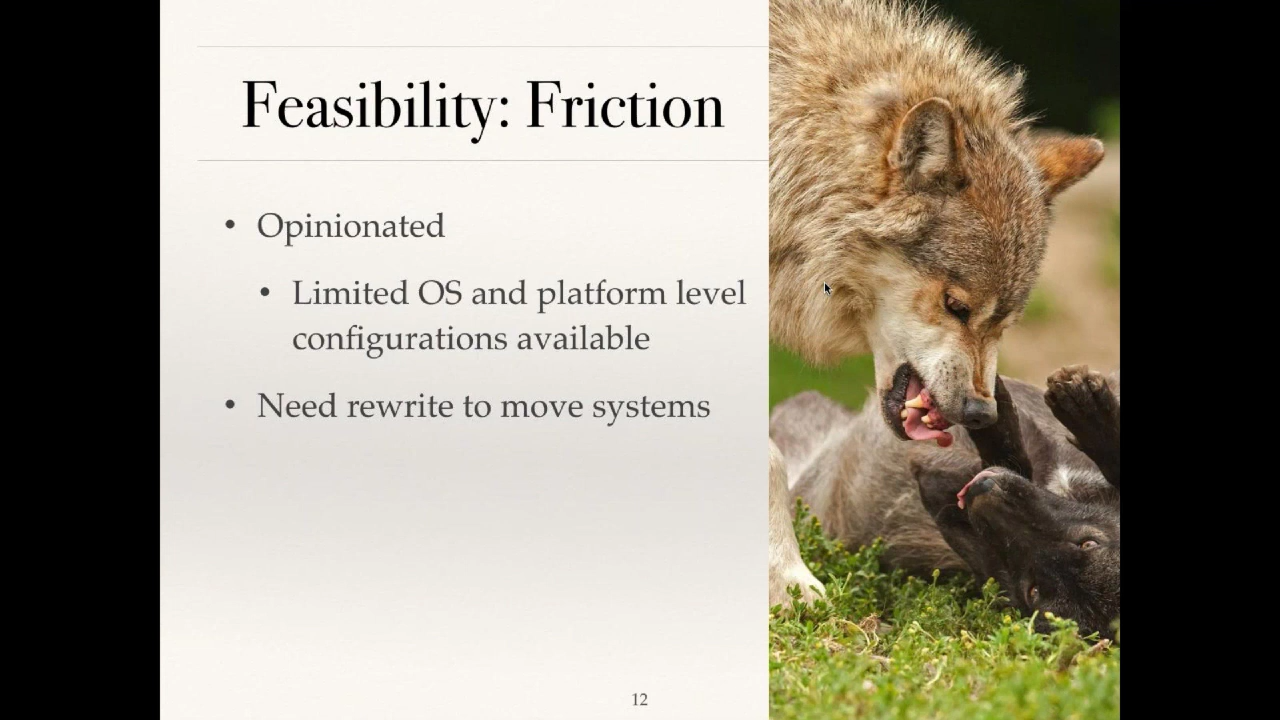 Feasibility: Friction
• Opinionated
• Limited OS and platform level
configurations available
• Need rewrite to move systems
12